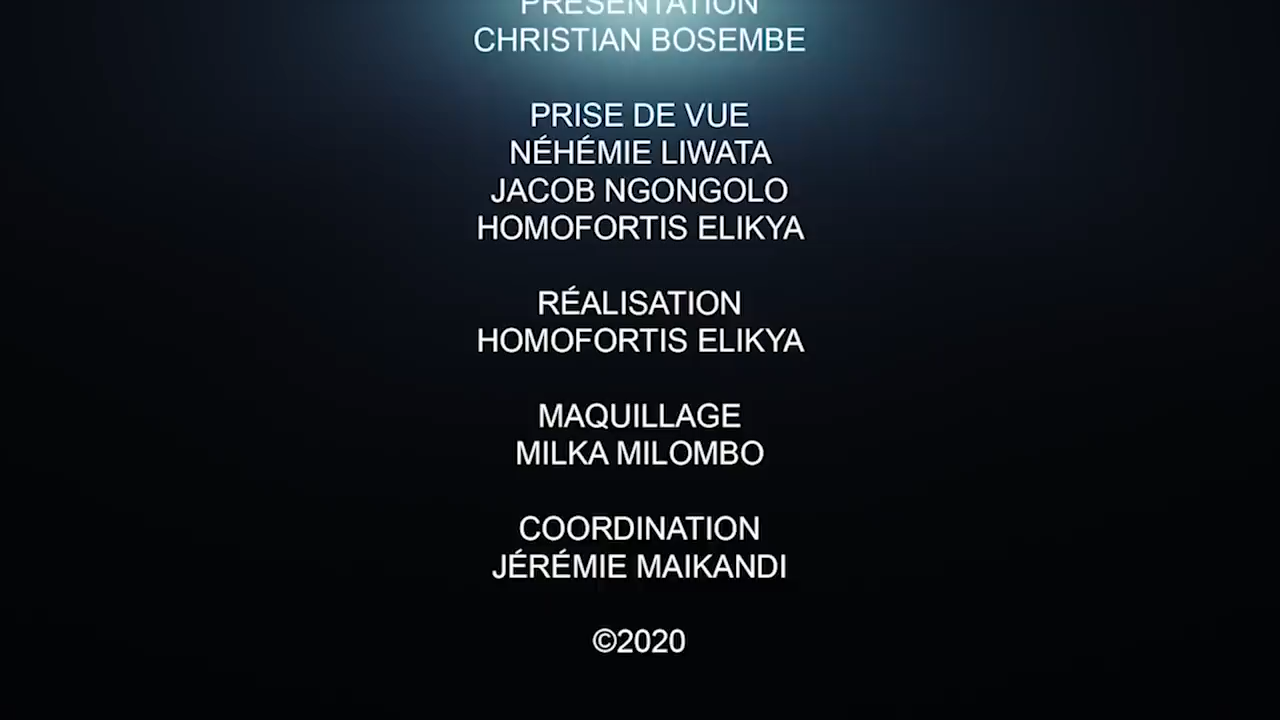 PRÉSENTATION
CHRISTIAN BOSEMBE
PRISE DE VUE
NÉHÉMIE LIWATA
JACOB NGONGOLO
HOMOFORTIS ELIKYA
RÉALISATION
HOMOFORTIS ELIKYA
MAQUILLAGE
MILKA MILOMBO
COORDINATION
JÉRÉMIE MAIKANDI
©2020